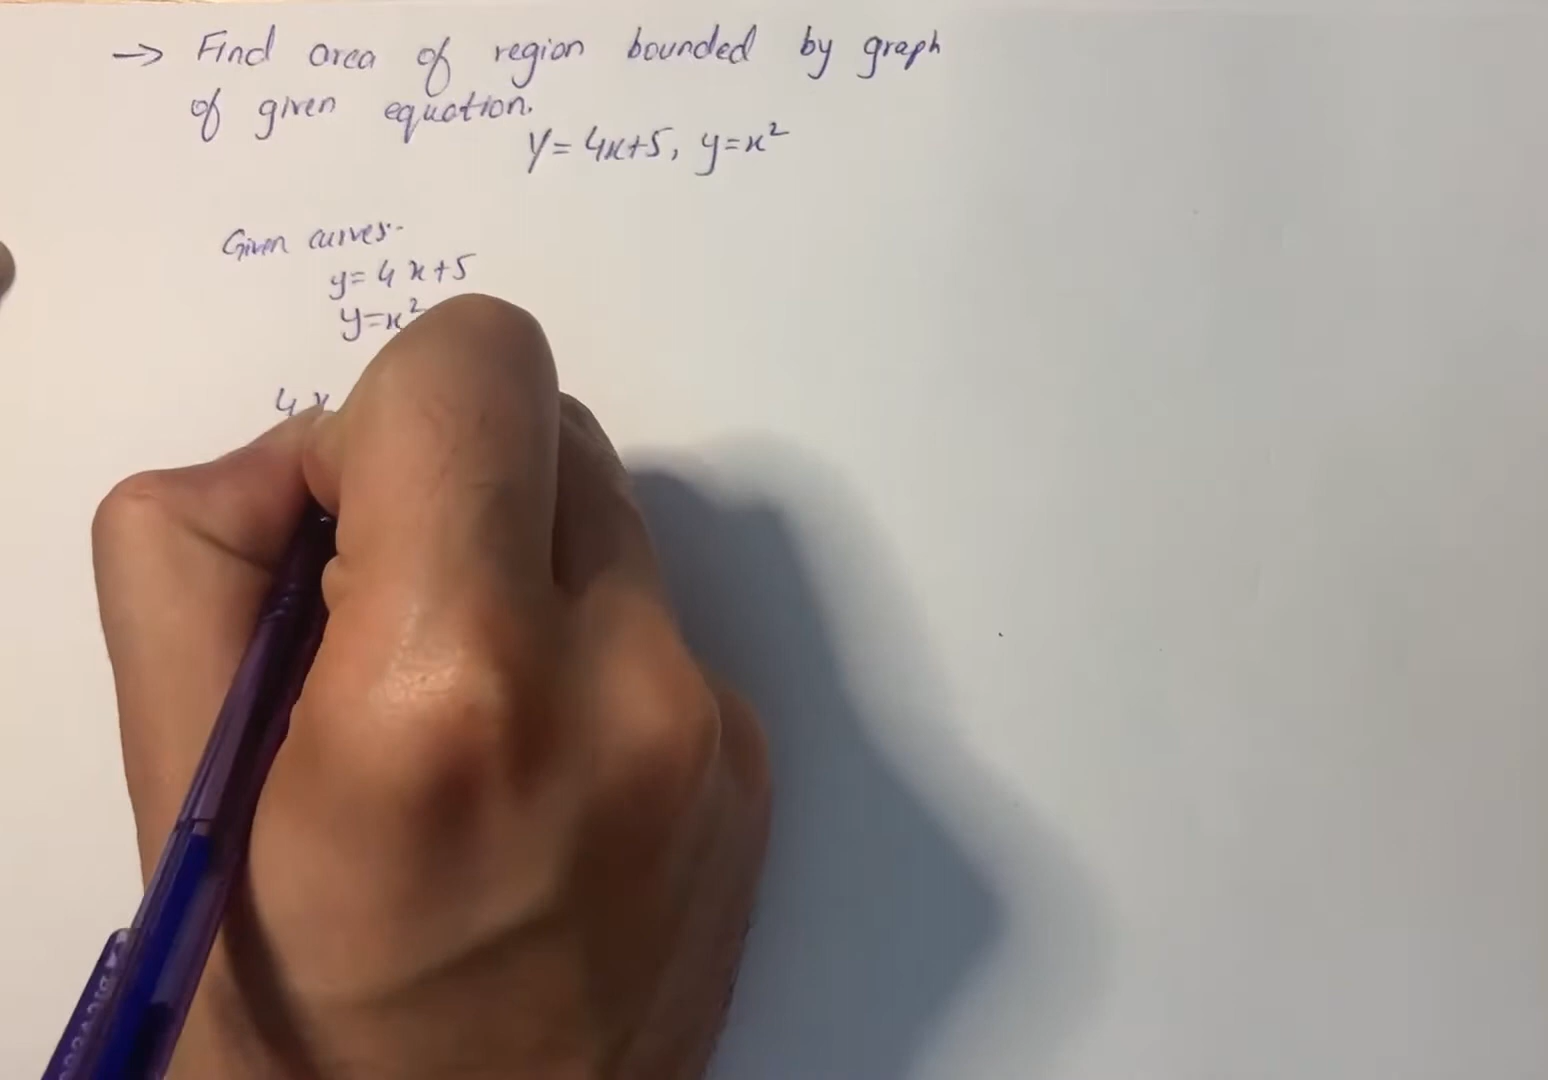 → Find area of region bounded by graph
of given equation.
y = 4x+5, y=x²
Given curves:-
y= 4x+5
y=x²
4x